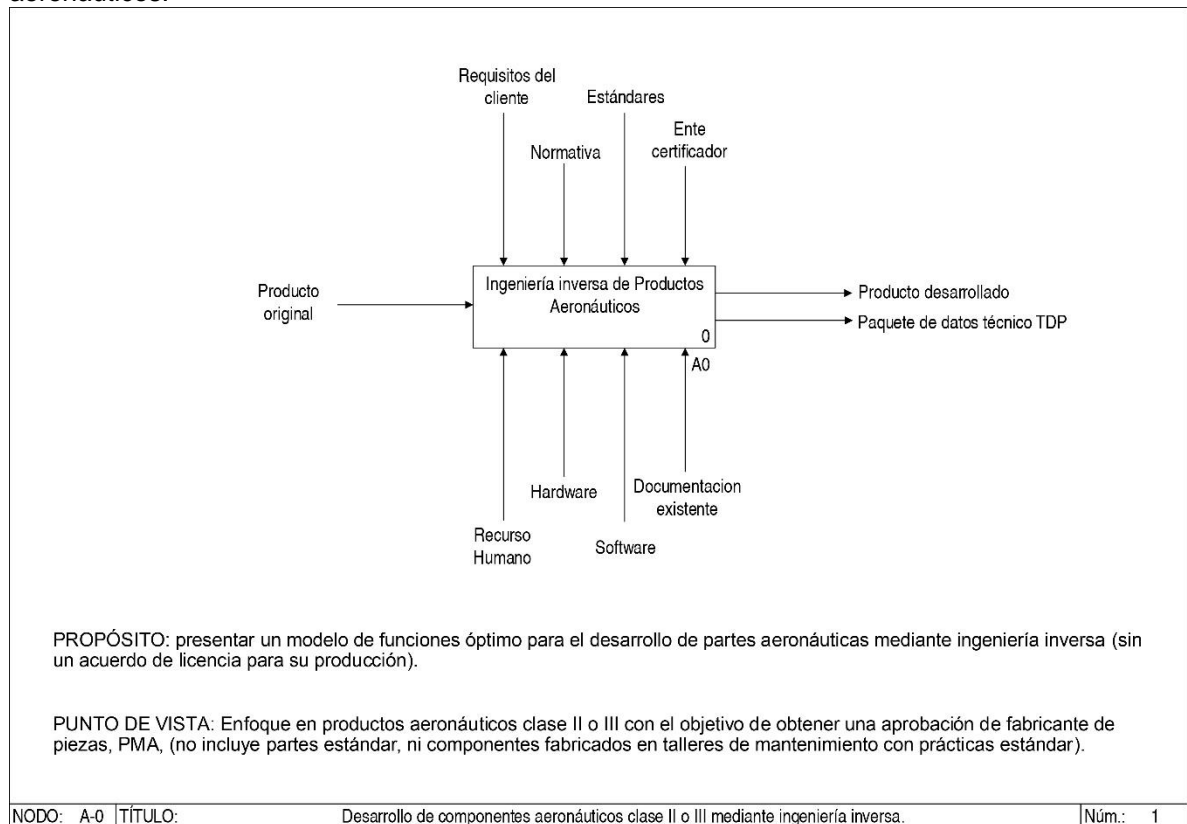 aeronáuticos.
Requisitos del
cliente
Estándares
Ente
certificador
Normativa
Producto
original
Ingeniería inversa de Productos
Aeronáuticos
0
A0
Producto desarrollado
Paquete de datos técnico TDP
Hardware
Documentacion
existente
Recurso
Humano
Software
PROPÓSITO: presentar un modelo de funciones óptimo para el desarrollo de partes aeronáuticas mediante ingeniería inversa (sin
un acuerdo de licencia para su producción).
PUNTO DE VISTA: Enfoque en productos aeronáuticos clase II o III con el objetivo de obtener una aprobación de fabricante de
piezas, PMA, (no incluye partes estándar, ni componentes fabricados en talleres de mantenimiento con prácticas estándar).
NODO: A-0 TÍTULO: Desarrollo de componentes aeronáuticos clase II o III mediante ingeniería inversa. Núm.: 1